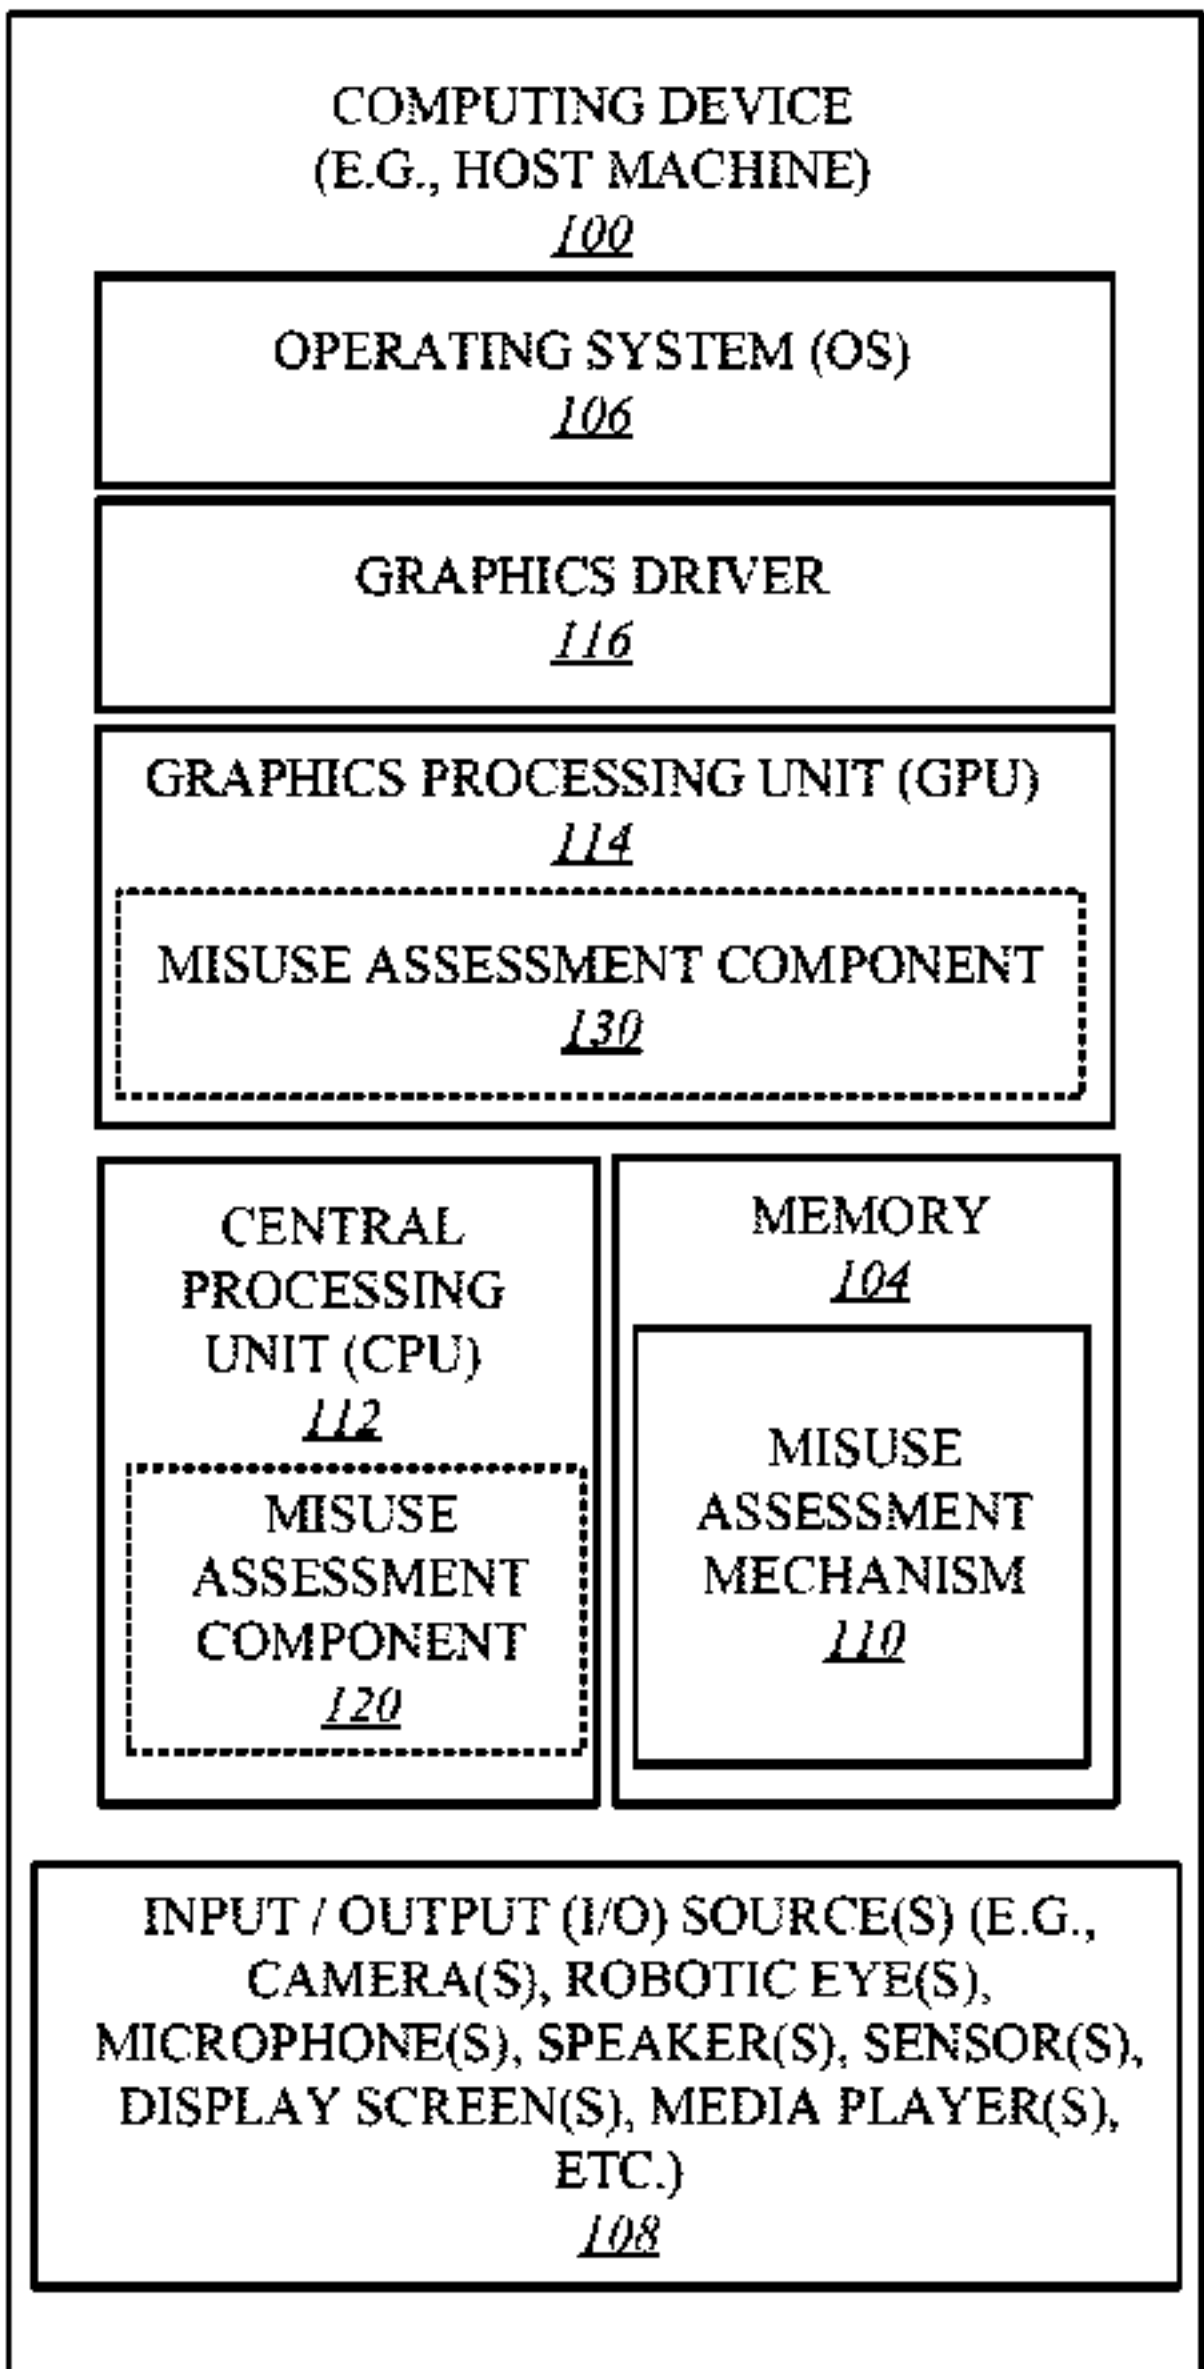 COMPUTING DEVICE
(E.G., HOST MACHINE)
100
OPERATING SYSTEM (OS)
106
GRAPHICS DRIVER
116
GRAPHICS PROCESSING UNIT (GPU)
114
MISUSE ASSESSMENT COMPONENT
130
CENTRAL
PROCESSING
UNIT (CPU)
112
MISUSE
ASSESSMENT
COMPONENT
120
MEMORY
104
MISUSE
ASSESSMENT
MECHANISM
110
INPUT / OUTPUT (I/O) SOURCE(S) (E.G.,
CAMERA(S), ROBOTIC EYE(S),
MICROPHONE(S), SPEAKER(S), SENSOR(S),
DISPLAY SCREEN(S), MEDIA PLAYER(S),
ETC.)
108